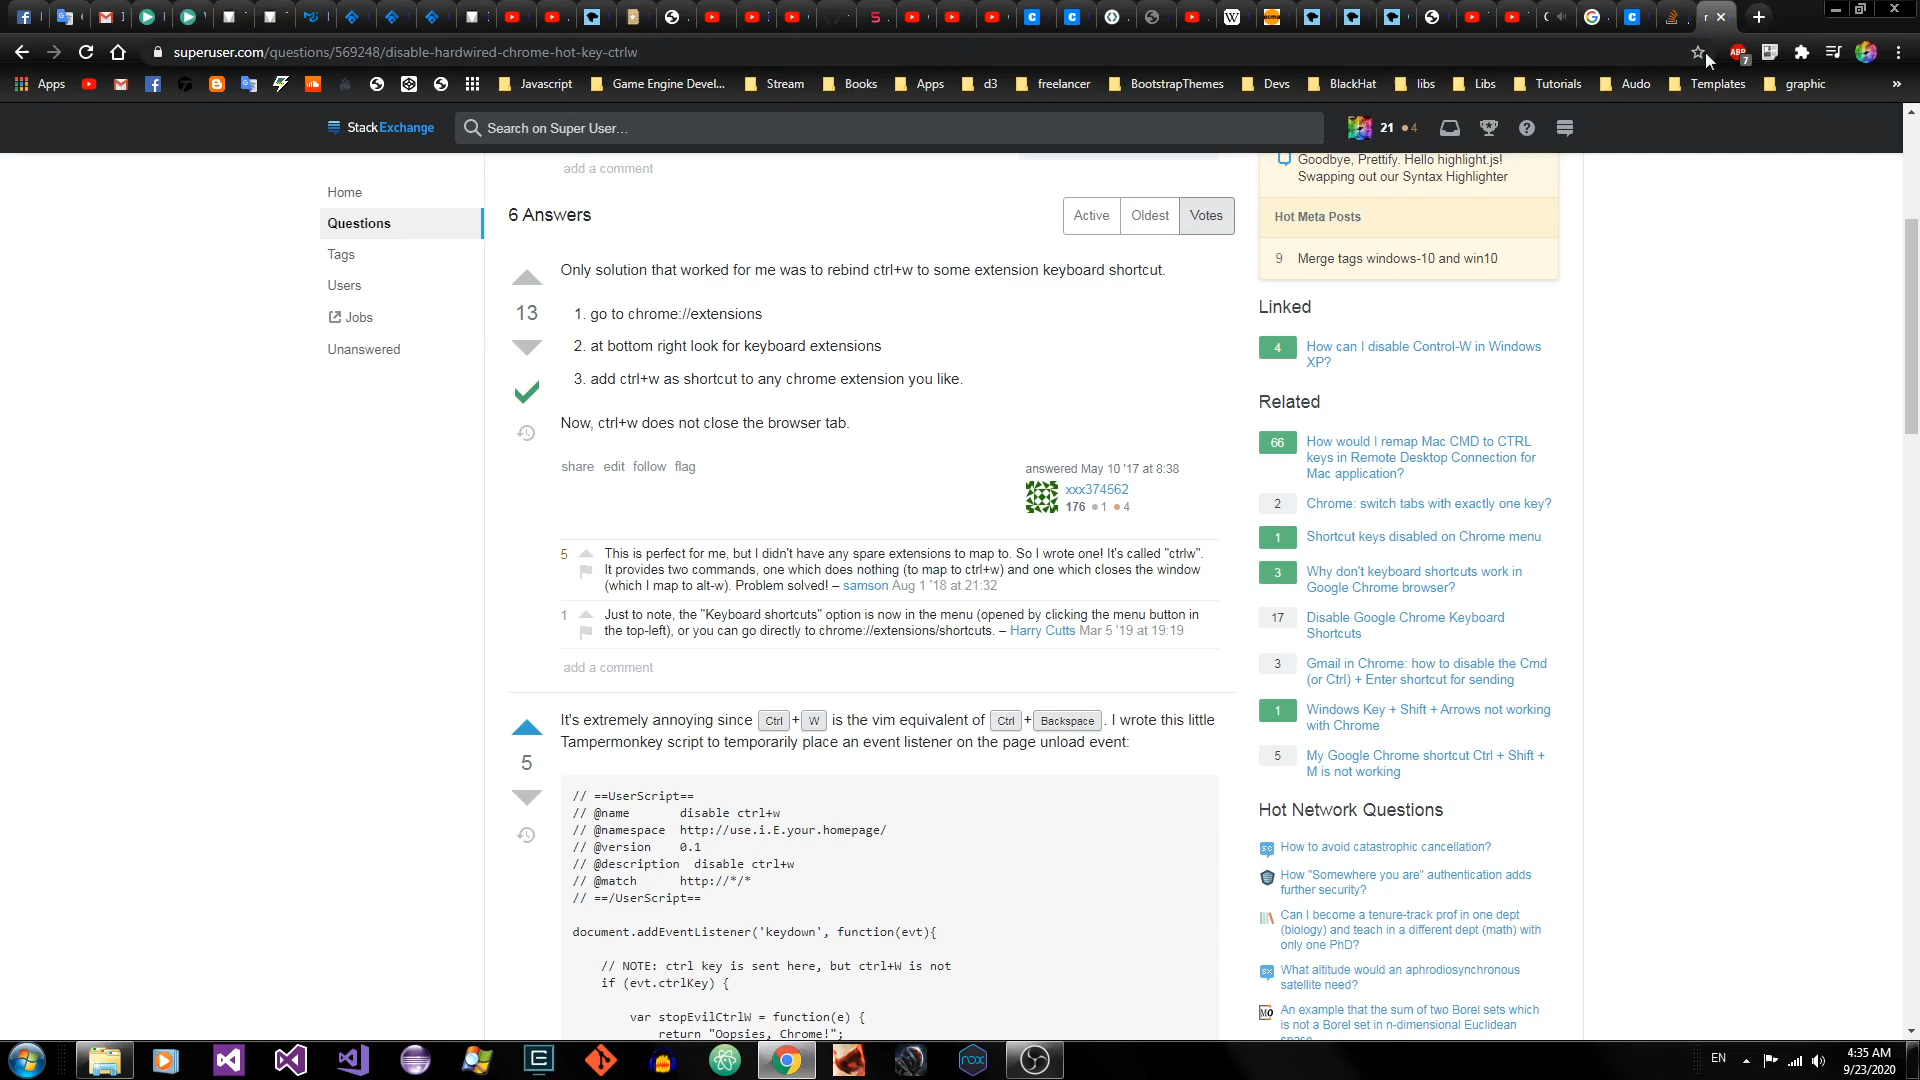 superuser.com/questions/569248/disable-hardwired-chrome-hot-key-ctrlw
ABP
7
Apps
Javascript
Game Engine Devel...
Stream
Books
Apps
d3
freelancer
BootstrapThemes
Devs
BlackHat
libs
Libs
Tutorials
Audo
Templates
graphic
»
StackExchange
Search on Super User...
21
4
Home
Questions
Tags
Users
Jobs
Unanswered
add a comment
6 Answers
Active
Oldest
Votes
13
Only solution that worked for me was to rebind ctrl+w to some extension keyboard shortcut.
1. go to chrome://extensions
2. at bottom right look for keyboard extensions
3. add ctrl+w as shortcut to any chrome extension you like.
Now, ctrl+w does not close the browser tab.
share edit follow flag
answered May 10 '17 at 8:38
xxx374562
176 1 4
5 This is perfect for me, but I didn't have any spare extensions to map to. So I wrote one! It's called "ctrlw".
It provides two commands, one which does nothing (to map to ctrl+w) and one which closes the window
(which I map to alt-w). Problem solved! – samson Aug 1 '18 at 21:32
1 Just to note, the "Keyboard shortcuts" option is now in the menu (opened by clicking the menu button in
the top-left), or you can go directly to chrome://extensions/shortcuts. – Harry Cutts Mar 5 '19 at 19:19
add a comment
5
It's extremely annoying since Ctrl + W is the vim equivalent of Ctrl + Backspace . I wrote this little
Tampermonkey script to temporarily place an event listener on the page unload event:
// ==UserScript==
// @name disable ctrl+w
// @namespace http://use.i.E.your.homepage/
// @version 0.1
// @description disable ctrl+w
// @match http://*/*
// ==/UserScript==
document.addEventListener('keydown', function(evt){
// NOTE: ctrl key is sent here, but ctrl+W is not
if (evt.ctrlKey) {
var stopEvilCtrlW = function(e) {
return "Oopsies, Chrome!";
Goodbye, Prettify. Hello highlight.js!
Swapping out our Syntax Highlighter
Hot Meta Posts
9 Merge tags windows-10 and win10
Linked
4 How can I disable Control-W in Windows
XP?
Related
66 How would I remap Mac CMD to CTRL
keys in Remote Desktop Connection for
Mac application?
2 Chrome: switch tabs with exactly one key?
1 Shortcut keys disabled on Chrome menu
3 Why don't keyboard shortcuts work in
Google Chrome browser?
17 Disable Google Chrome Keyboard
Shortcuts
3 Gmail in Chrome: how to disable the Cmd
(or Ctrl) + Enter shortcut for sending
1 Windows Key + Shift + Arrows not working
with Chrome
5 My Google Chrome shortcut Ctrl + Shift +
M is not working
Hot Network Questions
How to avoid catastrophic cancellation?
How "Somewhere you are" authentication adds
further security?
Can I become a tenure-track prof in one dept
(biology) and teach in a different dept (math) with
only one PhD?
What altitude would an aphrodiosynchronous
satellite need?
An example that the sum of two Borel sets which
is not a Borel set in n-dimensional Euclidean
EN
4:35 AM
9/23/2020